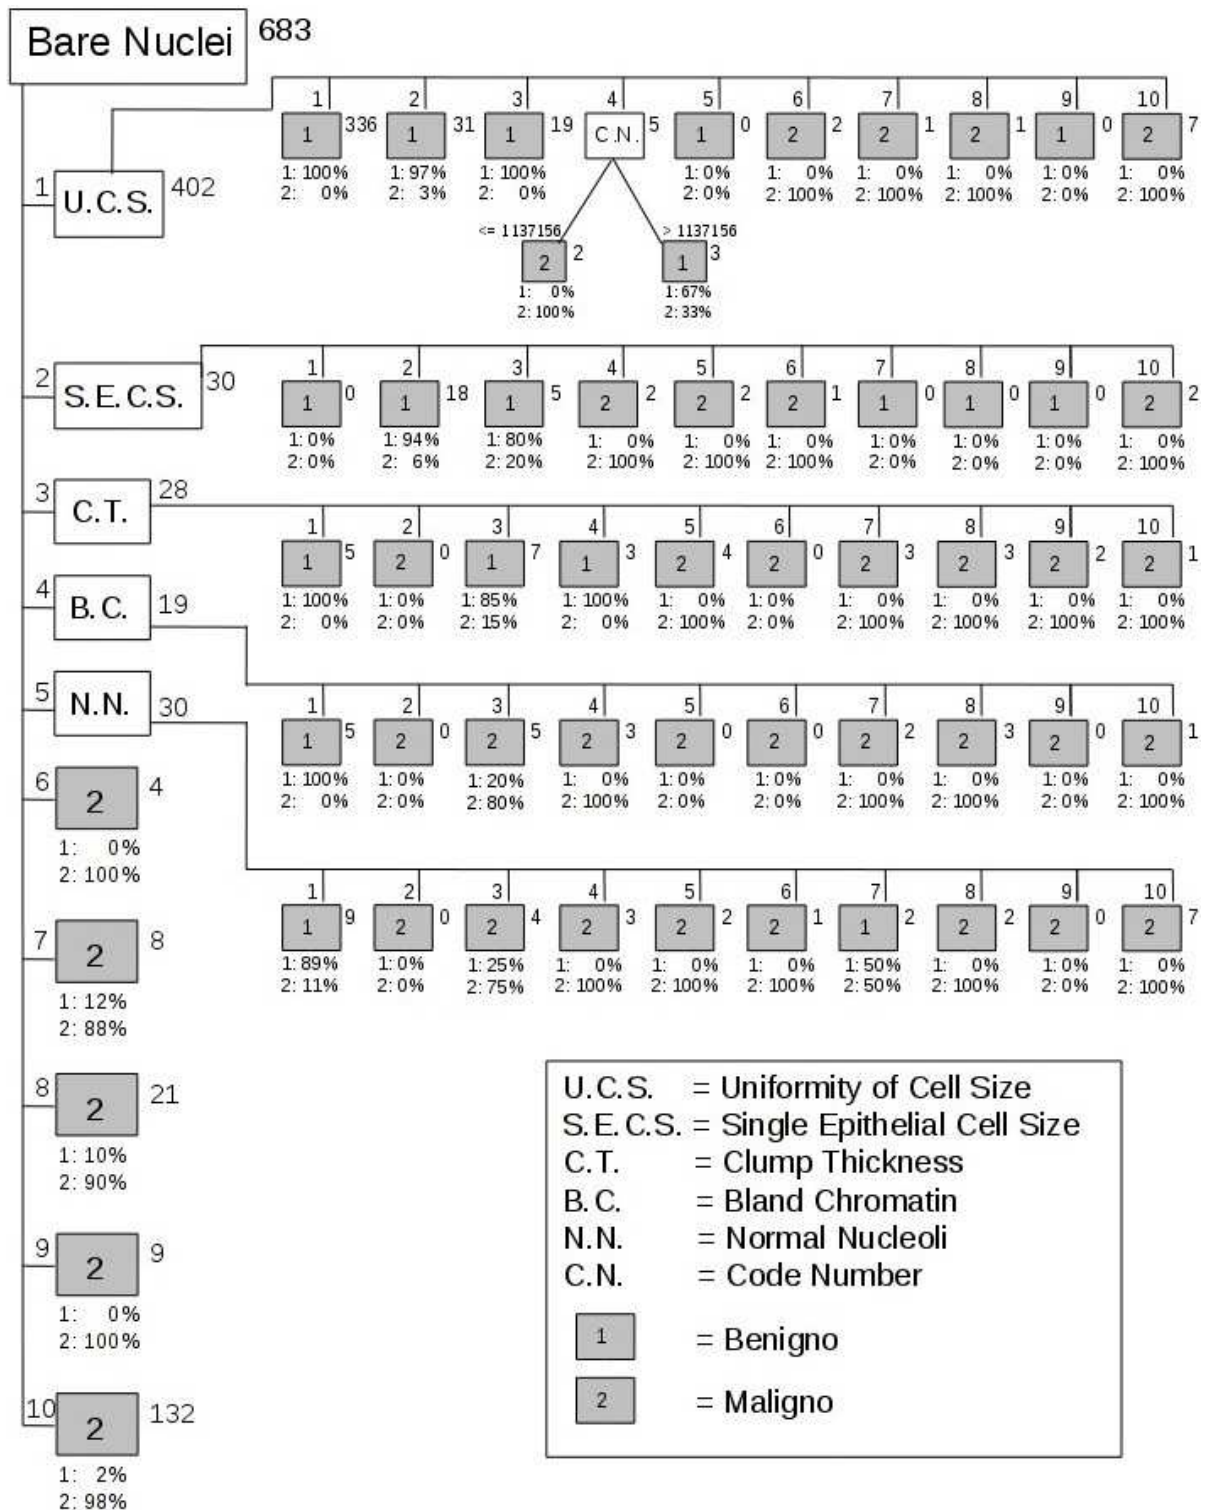 Bare Nuclei 683
1 2 3 4 5 6 7 8 9 10
1 336 1 31 1 19 C.N. 5 1 0 2 2 2 1 2 1 1 0 2 7
1: 100% 1: 97% 1: 100% 1: 0% 1: 0% 1: 0% 1: 0% 1: 0% 1: 0%
2: 0% 2: 3% 2: 0% 2: 0% 2: 100% 2: 100% 2: 100% 2: 0% 2: 100%
1 U.C.S. 402
<= 1137156 > 1137156
2 2 1 3
1: 0% 1: 67%
2: 100% 2: 33%
2 S.E.C.S. 30
1 2 3 4 5 6 7 8 9 10
1 0 1 18 1 5 2 2 2 2 2 1 1 0 1 0 1 0 2 2
1: 0% 1: 94% 1: 80% 1: 0% 1: 0% 1: 0% 1: 0% 1: 0% 1: 0% 1: 0%
2: 0% 2: 6% 2: 20% 2: 100% 2: 100% 2: 100% 2: 0% 2: 0% 2: 0% 2: 100%
3 C.T. 28
1 2 3 4 5 6 7 8 9 10
1 5 2 0 1 7 1 3 2 4 2 0 2 3 2 3 2 2 2 1
1: 100% 1: 0% 1: 85% 1: 100% 1: 0% 1: 0% 1: 0% 1: 0% 1: 0% 1: 0%
2: 0% 2: 0% 2: 15% 2: 0% 2: 100% 2: 0% 2: 100% 2: 100% 2: 100% 2: 100%
4 B.C. 19
1 2 3 4 5 6 7 8 9 10
1 5 2 0 2 5 2 3 2 0 2 0 2 2 2 3 2 0 2 1
1: 100% 1: 0% 1: 20% 1: 0% 1: 0% 1: 0% 1: 0% 1: 0% 1: 0% 1: 0%
2: 0% 2: 0% 2: 80% 2: 100% 2: 0% 2: 0% 2: 100% 2: 100% 2: 0% 2: 100%
5 N.N. 30
1 2 3 4 5 6 7 8 9 10
1 9 2 0 2 4 2 3 2 2 2 1 1 2 2 2 2 0 2 7
1: 89% 1: 0% 1: 25% 1: 0% 1: 0% 1: 0% 1: 50% 1: 0% 1: 0% 1: 0%
2: 11% 2: 0% 2: 75% 2: 100% 2: 100% 2: 100% 2: 50% 2: 100% 2: 0% 2: 100%
6 2 4
1: 0%
2: 100%
7 2 8
1: 12%
2: 88%
8 2 21
1: 10%
2: 90%
9 2 9
1: 0%
2: 100%
10 2 132
1: 2%
2: 98%
U.C.S. = Uniformity of Cell Size
S.E.C.S. = Single Epithelial Cell Size
C.T. = Clump Thickness
B.C. = Bland Chromatin
N.N. = Normal Nucleoli
C.N. = Code Number
1 = Benigno
2 = Maligno